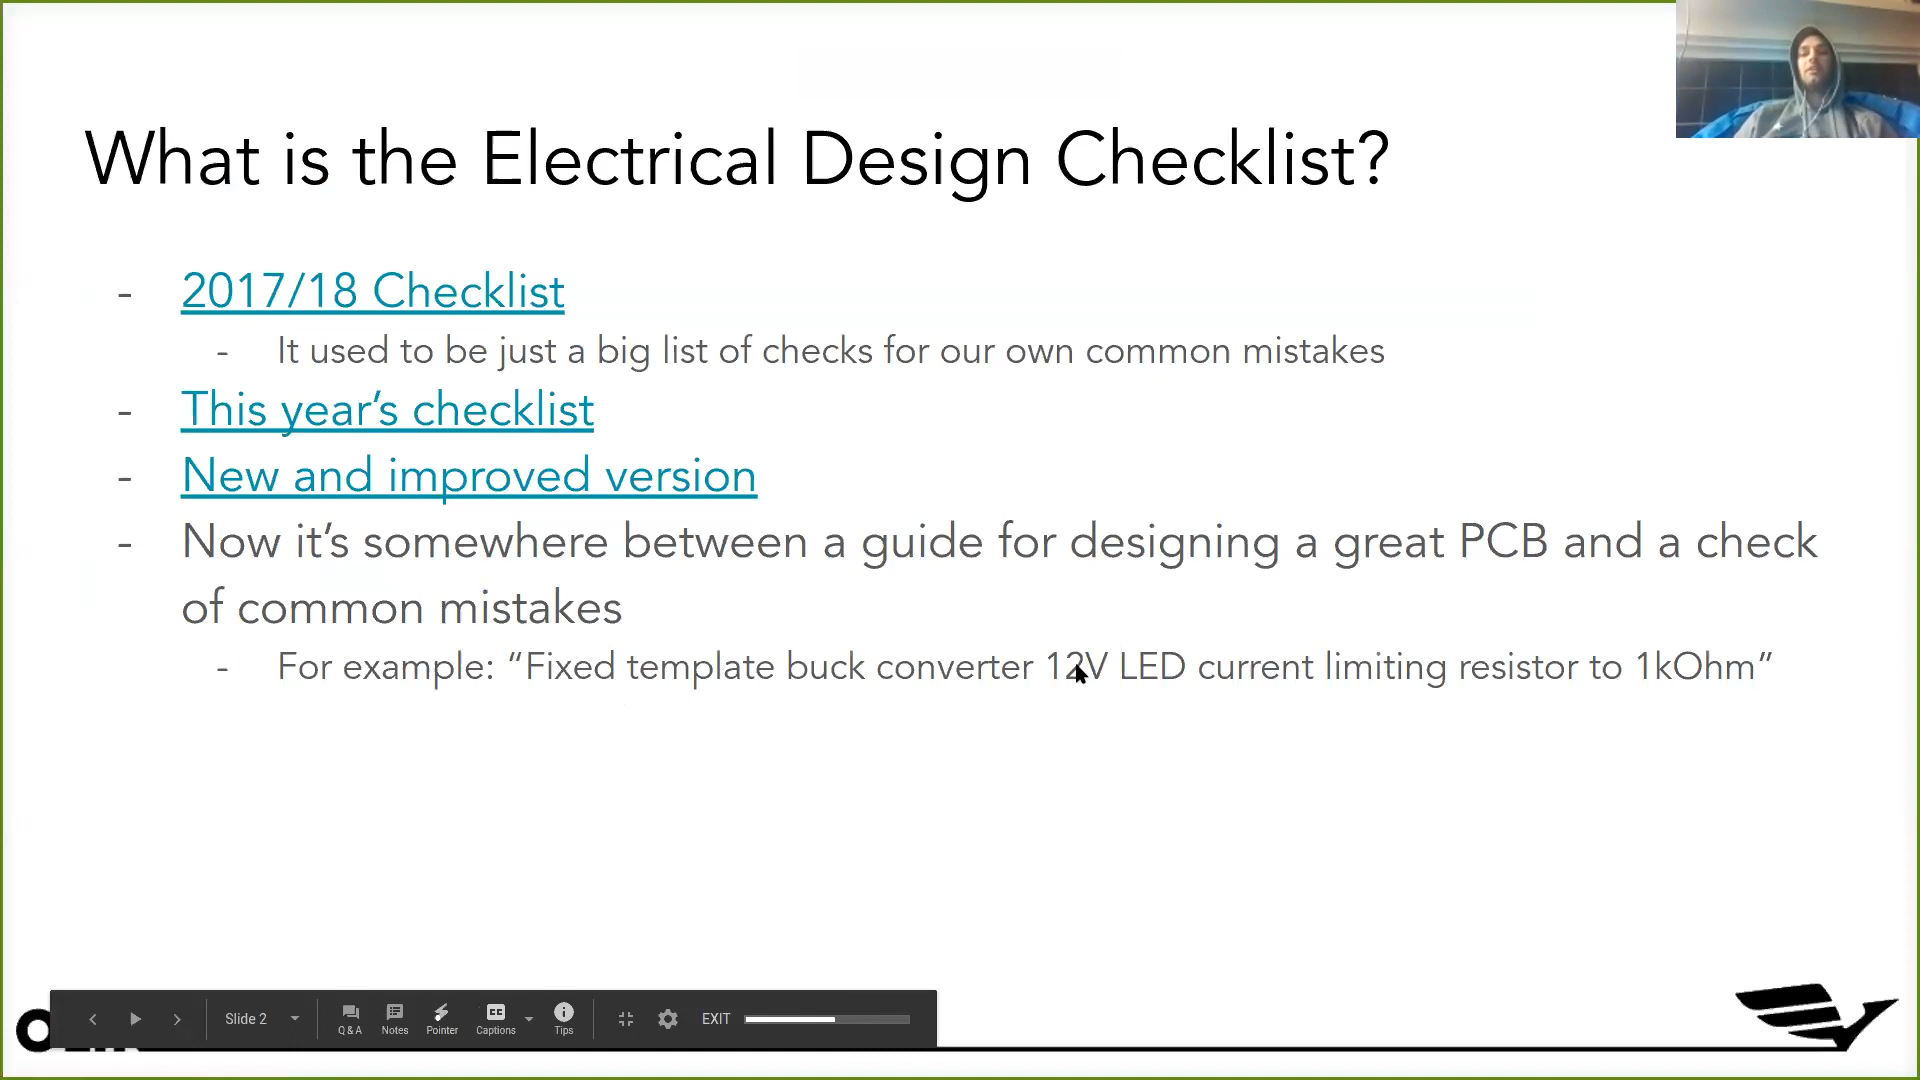 What is the Electrical Design Checklist?
- 2017/18 Checklist
- It used to be just a big list of checks for our own common mistakes
- This year's checklist
- New and improved version
- Now it's somewhere between a guide for designing a great PCB and a check
of common mistakes
- For example: “Fixed template buck converter 12V LED current limiting resistor to 1kOhm”
Slide 2
Q & A
Notes
Pointer
CC
Captions
Tips
EXIT